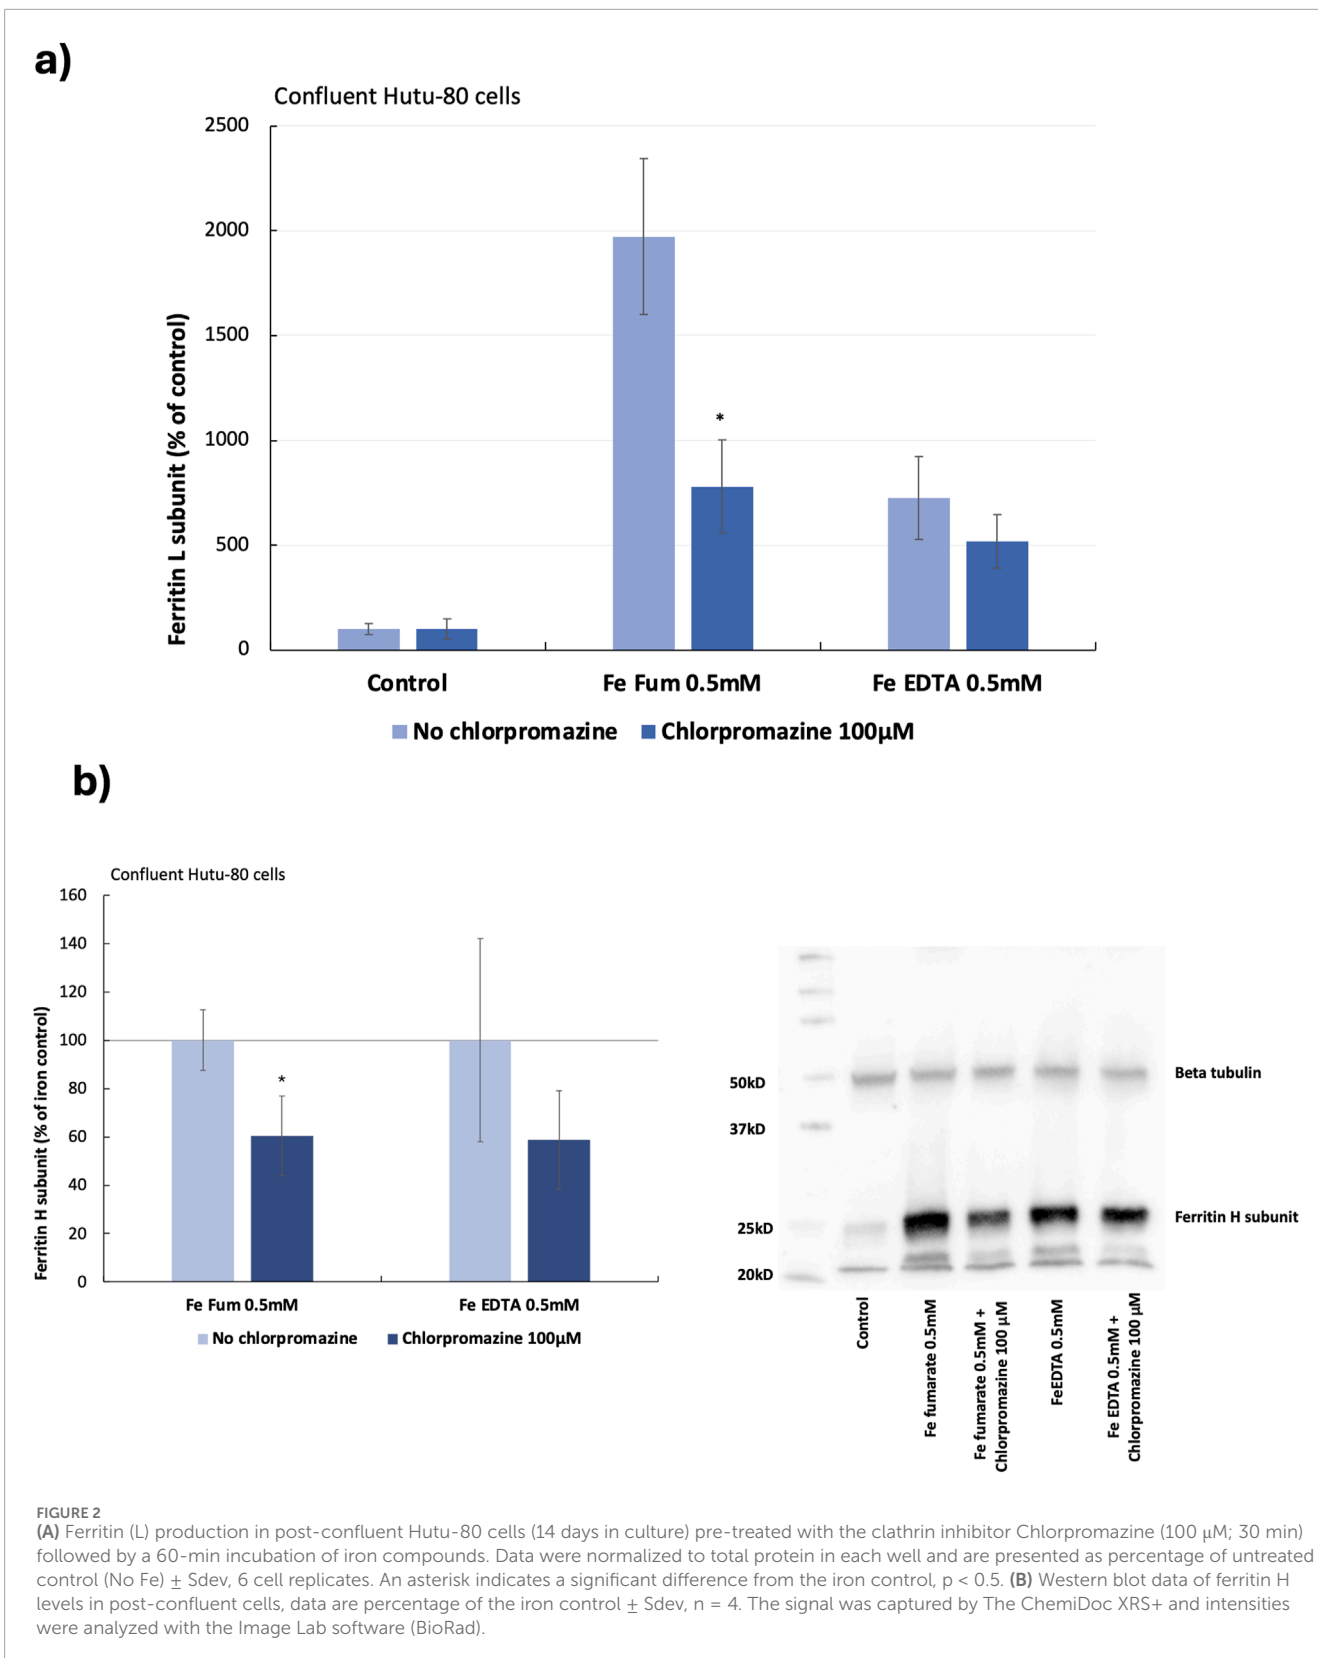 a)
Confluent Hutu-80 cells
Ferritin L subunit (% of control)
2500
2000
1500
1000
500
0
*
Control
Fe Fum 0.5mM
Fe EDTA 0.5mM
No chlorpromazine
Chlorpromazine 100μM
b)
Confluent Hutu-80 cells
Ferritin H subunit (% of iron control)
160
140
120
100
80
60
40
20
0
*
Fe Fum 0.5mM
Fe EDTA 0.5mM
No chlorpromazine
Chlorpromazine 100μM
50kD
37kD
25kD
20kD
Beta tubulin
Ferritin H subunit
Control
Fe fumarate 0.5mM
Fe fumarate 0.5mM +
Chlorpromazine 100 μM
FeEDTA 0.5mM
Fe EDTA 0.5mM +
Chlorpromazine 100 μM
FIGURE 2
(A) Ferritin (L) production in post-confluent Hutu-80 cells (14 days in culture) pre-treated with the clathrin inhibitor Chlorpromazine (100 μM; 30 min)
followed by a 60-min incubation of iron compounds. Data were normalized to total protein in each well and are presented as percentage of untreated
control (No Fe) ± Sdev, 6 cell replicates. An asterisk indicates a significant difference from the iron control, p < 0.5. (B) Western blot data of ferritin H
levels in post-confluent cells, data are percentage of the iron control ± Sdev, n = 4. The signal was captured by The ChemiDoc XRS+ and intensities
were analyzed with the Image Lab software (BioRad).